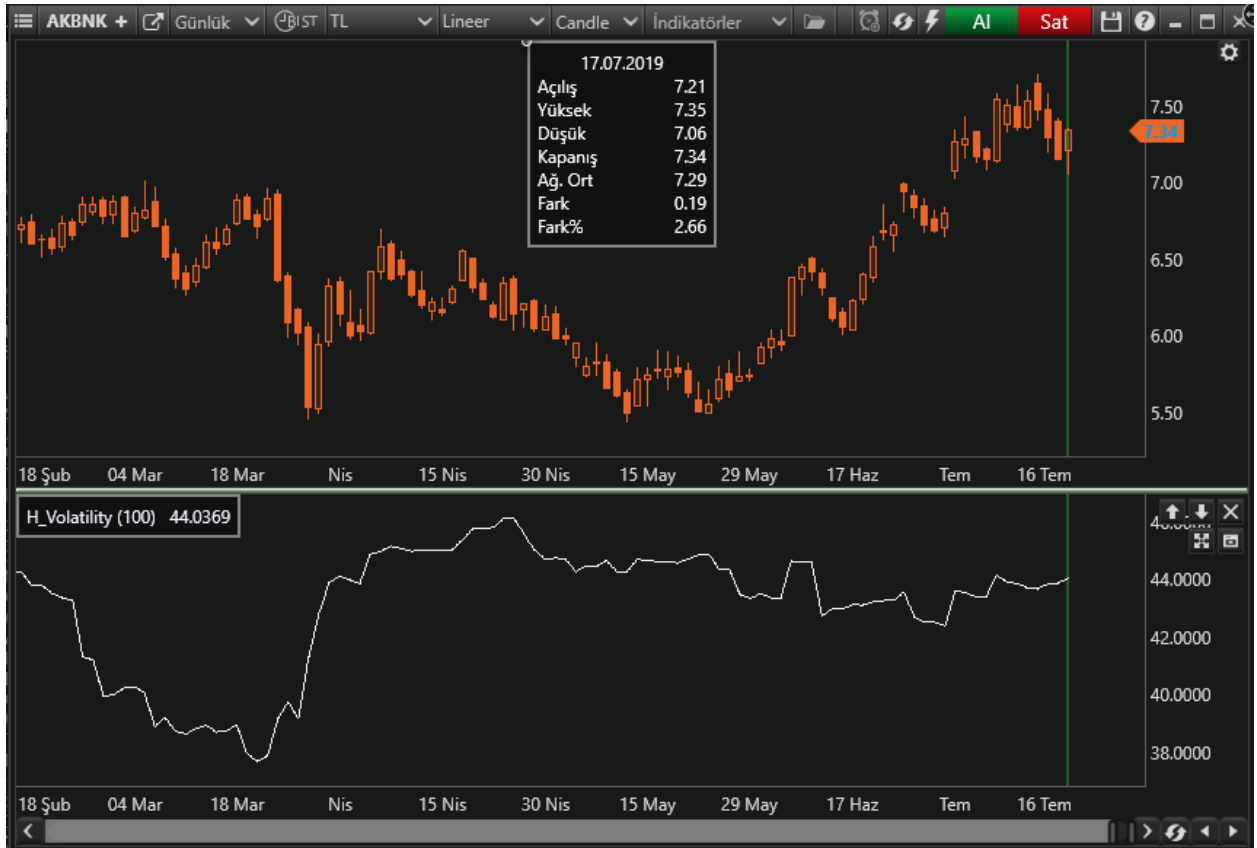 AKBNK + Günlük BIST TL Lineer Candle İndikatörler Al Sat
17.07.2019
Açılış 7.21
Yüksek 7.35
Düşük 7.06
Kapanış 7.34
Ağ. Ort 7.29
Fark 0.19
Fark% 2.66
7.50
7.34
7.00
6.50
6.00
5.50
18 Şub 04 Mar 18 Mar Nis 15 Nis 30 Nis 15 May 29 May 17 Haz Tem 16 Tem
H_Volatility (100) 44.0369
44.0000
42.0000
40.0000
38.0000
18 Şub 04 Mar 18 Mar Nis 15 Nis 30 Nis 15 May 29 May 17 Haz Tem 16 Tem